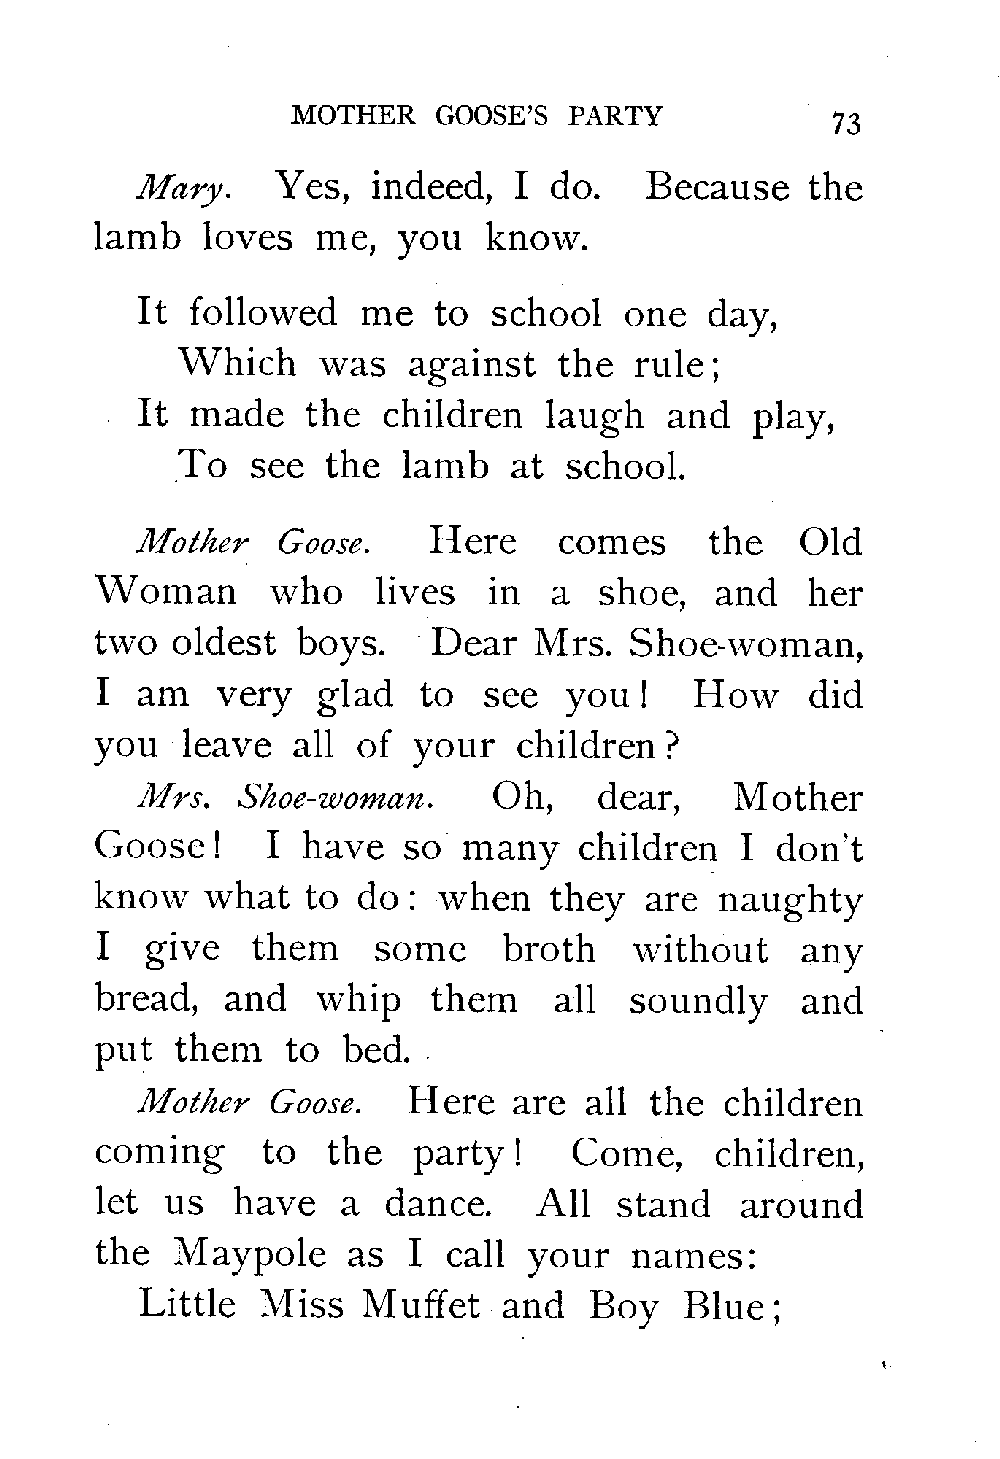 MOTHER GOOSE'S PARTY 73
Mary. Yes, indeed, I do. Because the
lamb loves me, you know.
It followed me to school one day,
Which was against the rule;
It made the children laugh and play,
To see the lamb at school.
Mother Goose. Here comes the Old
Woman who lives in a shoe, and her
two oldest boys. Dear Mrs. Shoe-woman,
I am very glad to see you! How did
you leave all of your children?
Mrs. Shoe-woman. Oh, dear, Mother
Goose! I have so many children I don't
know what to do: when they are naughty
I give them some broth without any
bread, and whip them all soundly and
put them to bed.
Mother Goose. Here are all the children
coming to the party! Come, children,
let us have a dance. All stand around
the Maypole as I call your names:
Little Miss Muffet and Boy Blue;